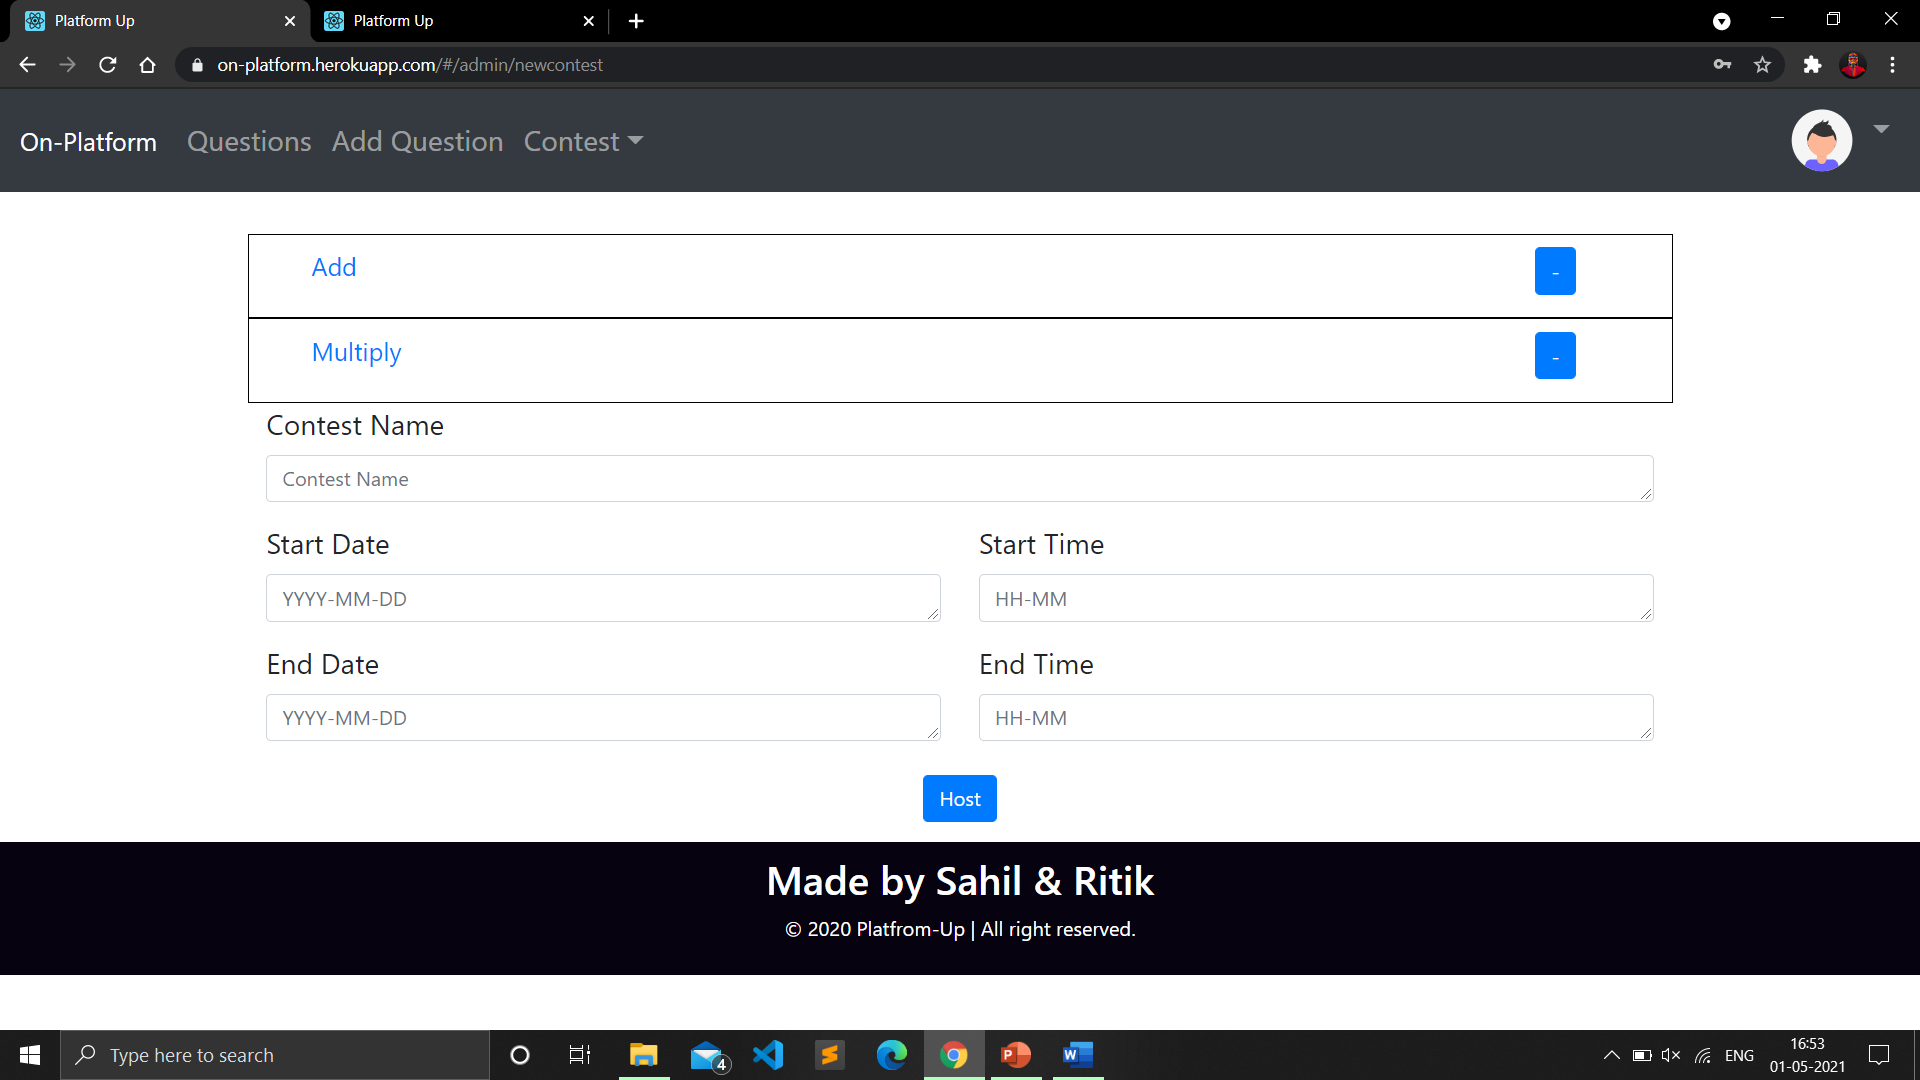 Platform Up
Platform Up
on-platform.herokuapp.com/#/admin/newcontest
On-Platform Questions Add Question Contest
Add -
Multiply -
Contest Name
Contest Name
Start Date Start Time
YYYY-MM-DD HH-MM
End Date End Time
YYYY-MM-DD HH-MM
Host
Made by Sahil & Ritik
© 2020 Platfrom-Up | All right reserved.
Type here to search
4
P
W
ENG
16:53
01-05-2021